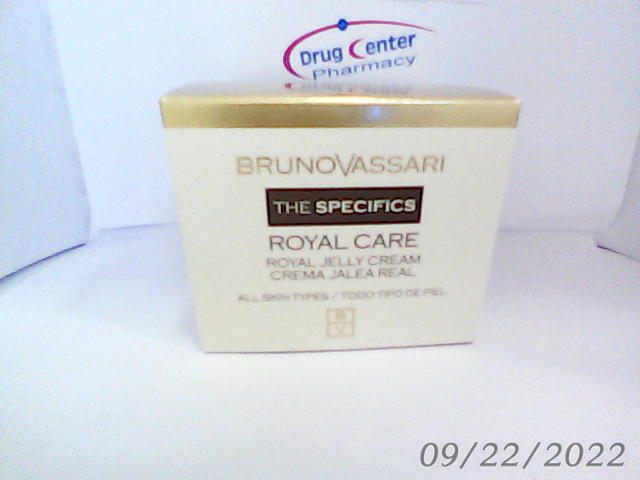 Drug Center
Pharmacy
BRUNOVASSARI
THE SPECIFICS
ROYAL CARE
ROYAL JELLY CREAM
CREMA JALEA REAL
ALL SKIN TYPES / TODO TIPO DE PIEL
B
V
09/22/2022